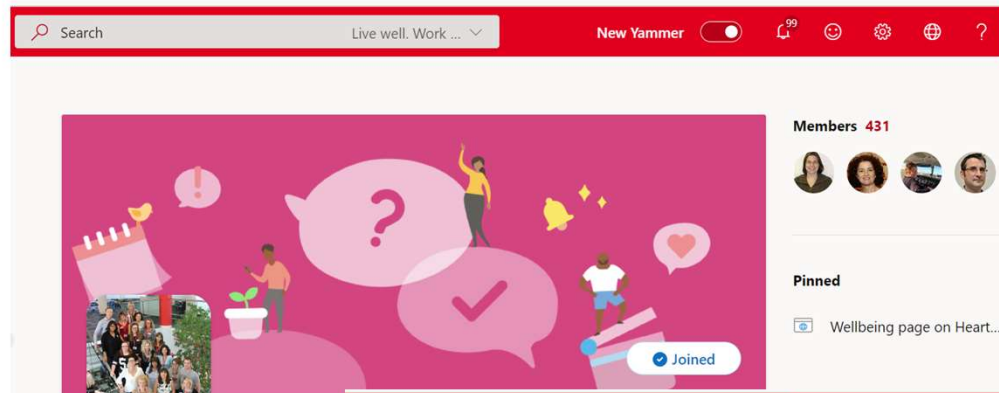 Search
Live well. Work ...
New Yammer
99
?
!
?
Joined
Members 431
Pinned
Wellbeing page on Heart...